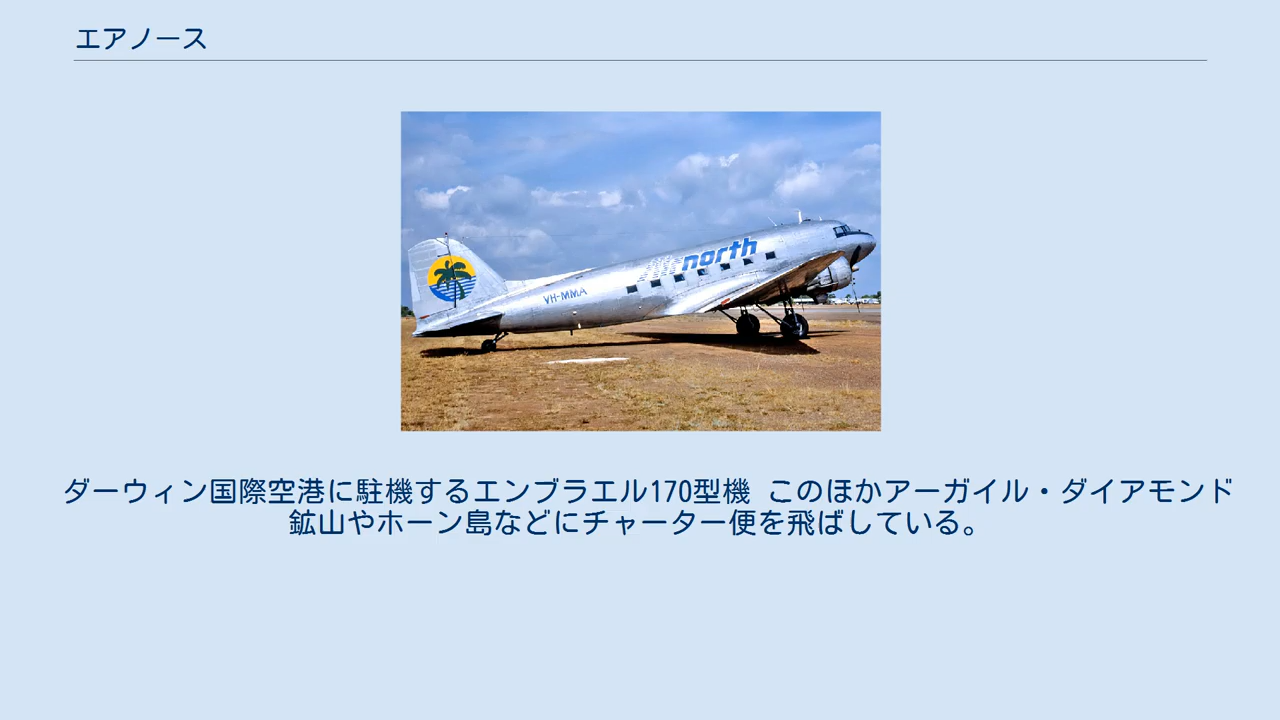 エアノース
north
VH-MMA
ダーウィン国際空港に駐機するエンブラエル170型機 このほかアーガイル・ダイアモンド
鉱山やホーン島などにチャーター便を飛ばしている。